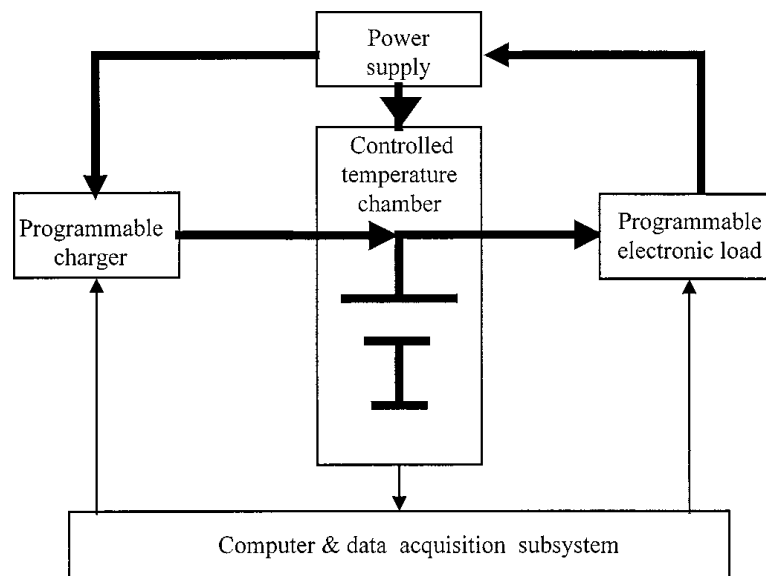 Power
supply
Controlled
temperature
chamber
Programmable
charger
Programmable
electronic load
Computer & data acquisition subsystem